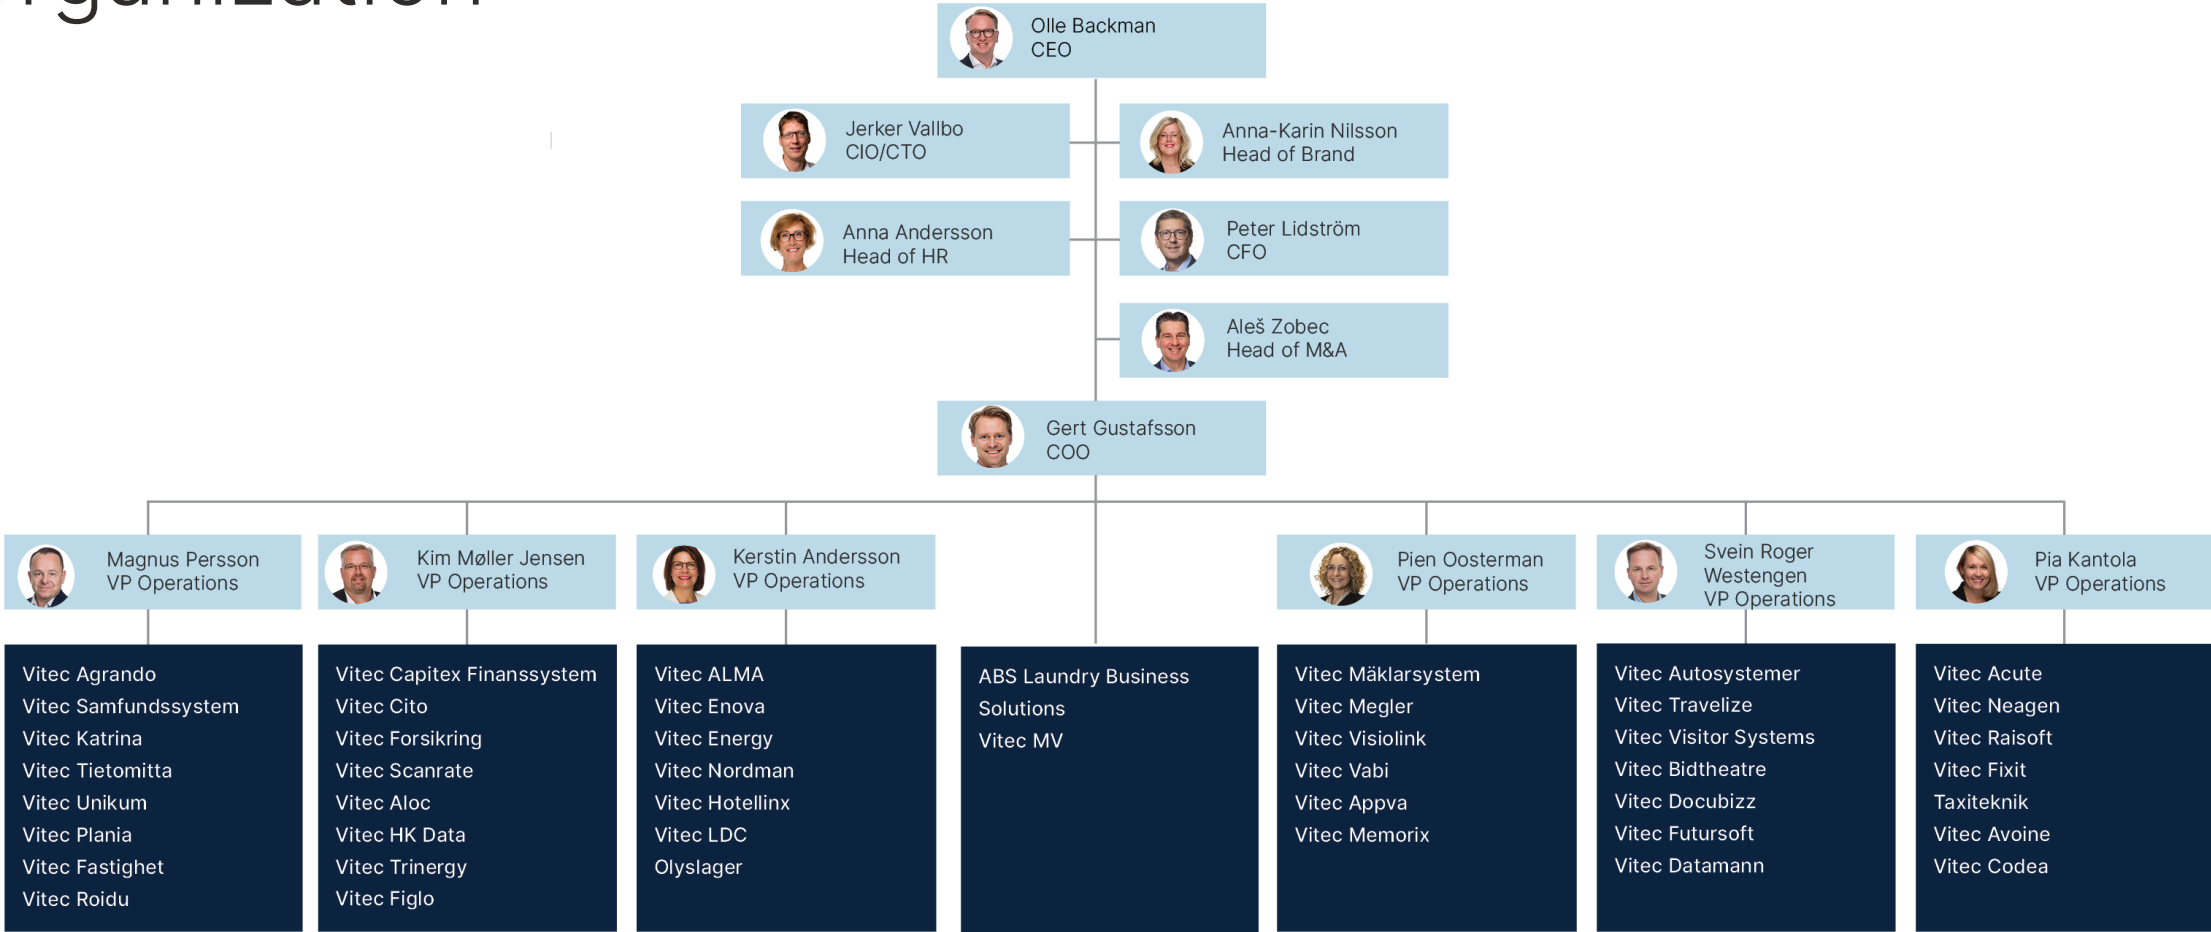 Olle Backman
CEO
Jerker Vallbo
CIO/CTO
Anna-Karin Nilsson
Head of Brand
Anna Andersson
Head of HR
Peter Lidström
CFO
Aleš Zobec
Head of M&A
Gert Gustafsson
COO
Magnus Persson
VP Operations
Kim Møller Jensen
VP Operations
Kerstin Andersson
VP Operations
Pien Oosterman
VP Operations
Svein Roger
Westengen
VP Operations
Pia Kantola
VP Operations
Vitec Agrando
Vitec Samfundssystem
Vitec Katrina
Vitec Tietomitta
Vitec Unikum
Vitec Plania
Vitec Fastighet
Vitec Roidu
Vitec Capitex Finanssystem
Vitec Cito
Vitec Forsikring
Vitec Scanrate
Vitec Aloc
Vitec HK Data
Vitec Trinergy
Vitec Figlo
Vitec ALMA
Vitec Enova
Vitec Energy
Vitec Nordman
Vitec Hotellinx
Vitec LDC
Olyslager
ABS Laundry Business
Solutions
Vitec MV
Vitec Mäklarsystem
Vitec Megler
Vitec Visiolink
Vitec Vabi
Vitec Appva
Vitec Memorix
Vitec Autosystemer
Vitec Travelize
Vitec Visitor Systems
Vitec Bidtheatre
Vitec Docubizz
Vitec Futursoft
Vitec Datamann
Vitec Acute
Vitec Neagen
Vitec Raisoft
Vitec Fixit
Taxiteknik
Vitec Avoine
Vitec Codea